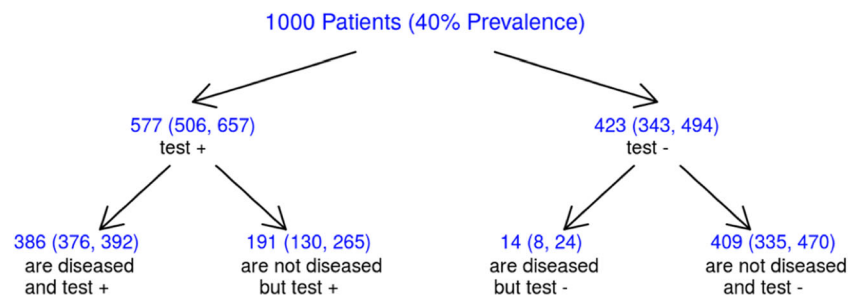 1000 Patients (40% Prevalence)
577 (506, 657)
test +
423 (343, 494)
test -
386 (376, 392)
are diseased
and test +
191 (130, 265)
are not diseased
but test +
14 (8, 24)
are diseased
but test -
409 (335, 470)
are not diseased
and test -